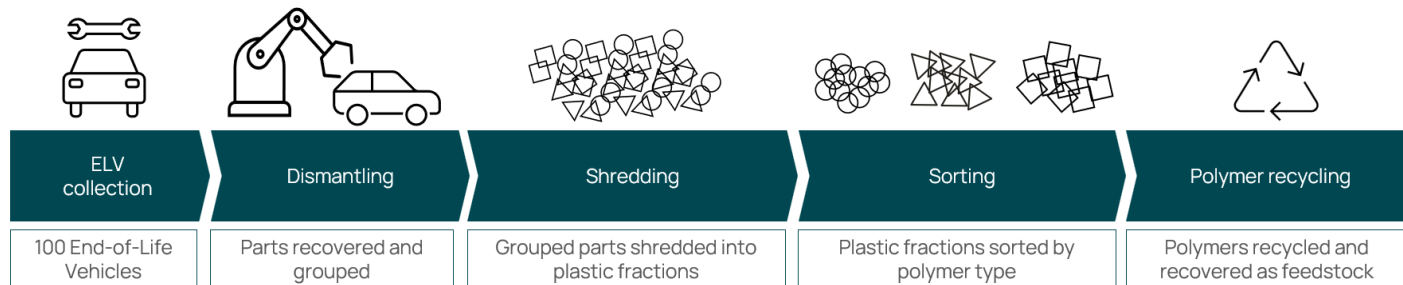 ELV
collection
Dismantling
Shredding
Sorting
Polymer recycling
100 End-of-Life
Vehicles
Parts recovered and
grouped
Grouped parts shredded into
plastic fractions
Plastic fractions sorted by
polymer type
Polymers recycled and
recovered as feedstock